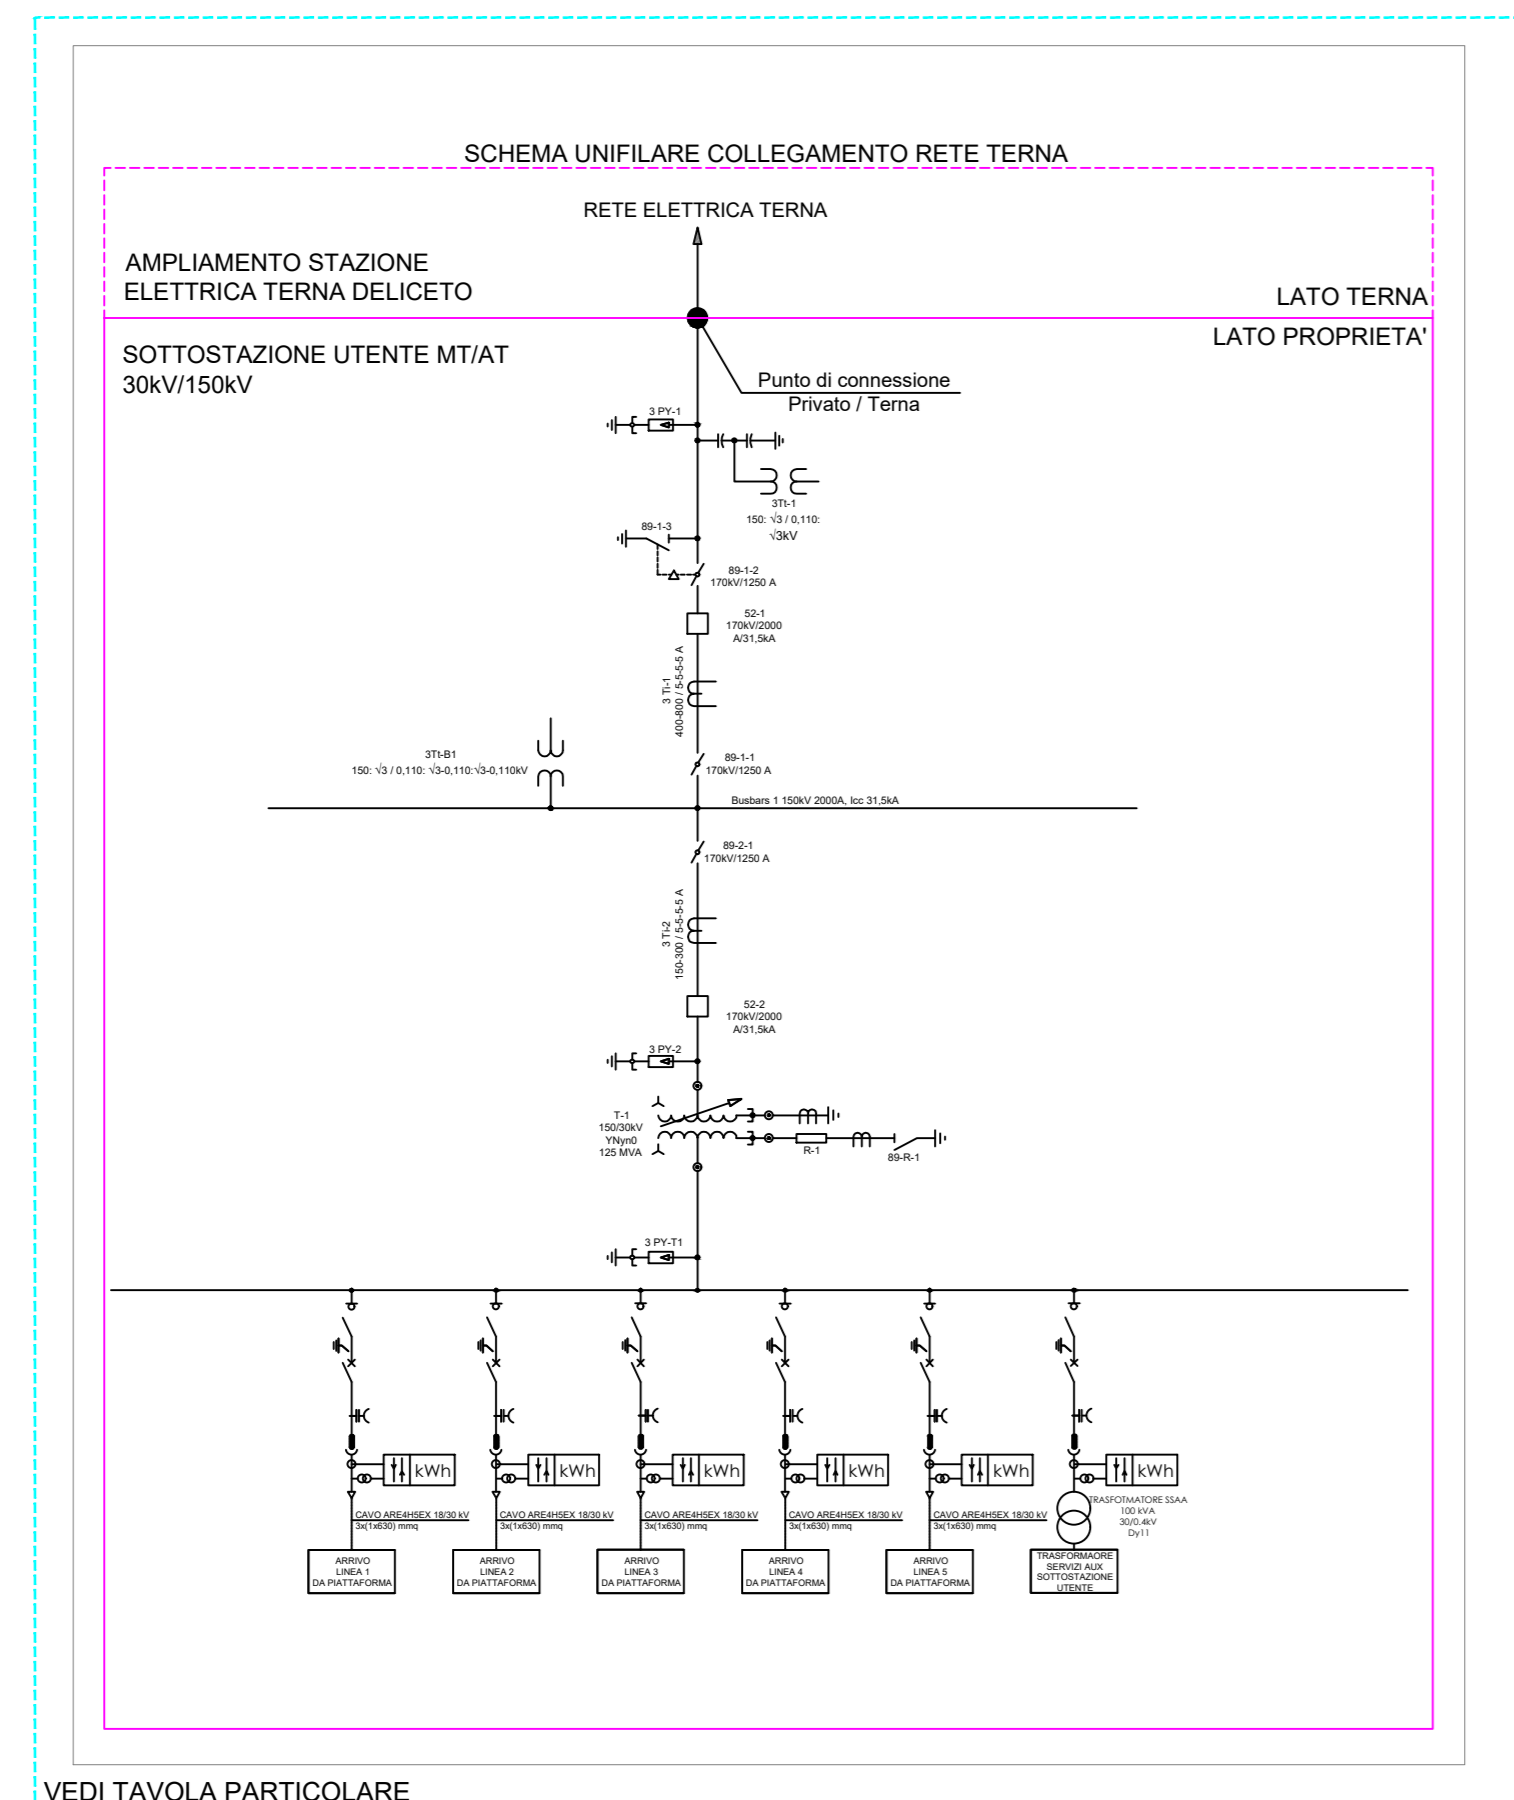 SCHEMA UNIFILARE COLLEGAMENTO RETE TERNA
RETE ELETTRICA TERNA
AMPLIAMENTO STAZIONE
ELETTRICA TERNA DELICETO
LATO TERNA
LATO PROPRIETA'
SOTTOSTAZIONE UTENTE MT/AT
30kV/150kV
Punto di connessione
Privato / Terna
3 PY-1
3Tt-1
150: √3 / 0,110:
√3kV
89-1-3
89-1-2
170kV/1250 A
52-1
170kV/2000
A/31,5kA
3 Ti-1
400-800 / 5-5-5-5 A
3Tt-B1
150: √3 / 0,110: √3-0,110:√3-0,110kV
89-1-1
170kV/1250 A
Busbars 1 150kV 2000A, Icc 31,5kA
89-2-1
170kV/1250 A
3 Ti-2
150-300 / 5-5-5-5 A
52-2
170kV/2000
A/31,5kA
3 PY-2
T-1
150/30kV
YNyn0
125 MVA
R-1
89-R-1
3 PY-T1
kWh
kWh
kWh
kWh
kWh
kWh
CAVO ARE4H5EX 18/30 kV
3x(1x630) mmq
CAVO ARE4H5EX 18/30 kV
3x(1x630) mmq
CAVO ARE4H5EX 18/30 kV
3x(1x630) mmq
CAVO ARE4H5EX 18/30 kV
3x(1x630) mmq
CAVO ARE4H5EX 18/30 kV
3x(1x630) mmq
TRASFOTMATORE SSAA
100 kVA
30/0.4kV
Dy11
ARRIVO
LINEA 1
DA PIATTAFORMA
ARRIVO
LINEA 2
DA PIATTAFORMA
ARRIVO
LINEA 3
DA PIATTAFORMA
ARRIVO
LINEA 4
DA PIATTAFORMA
ARRIVO
LINEA 5
DA PIATTAFORMA
TRASFORMAORE
SERVIZI AUX
SOTTOSTAZIONE
UTENTE
VEDI TAVOLA PARTICOLARE